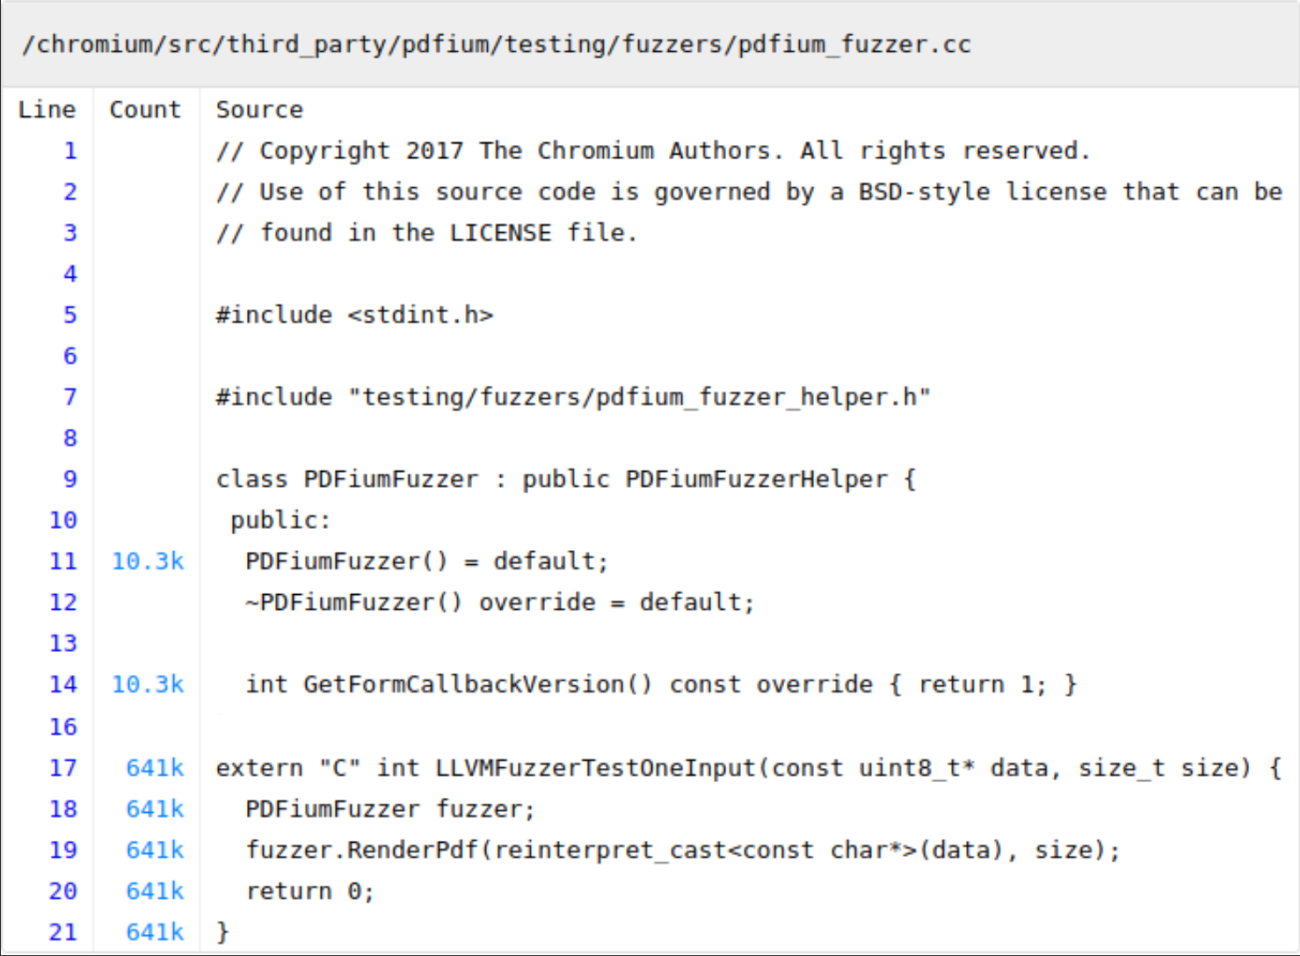 /chromium/src/third_party/pdfium/testing/fuzzers/pdfium_fuzzer.cc
Line Count Source
1 // Copyright 2017 The Chromium Authors. All rights reserved.
2 // Use of this source code is governed by a BSD-style license that can be
3 // found in the LICENSE file.
4
5 #include <stdint.h>
6
7 #include "testing/fuzzers/pdfium_fuzzer_helper.h"
8
9 class PDFiumFuzzer : public PDFiumFuzzerHelper {
10 public:
11 10.3k PDFiumFuzzer() = default;
12 ~PDFiumFuzzer() override = default;
13
14 10.3k int GetFormCallbackVersion() const override { return 1; }
16
17 641k extern "C" int LLVMFuzzerTestOneInput(const uint8_t* data, size_t size) {
18 641k PDFiumFuzzer fuzzer;
19 641k fuzzer.RenderPdf(reinterpret_cast<const char*>(data), size);
20 641k return 0;
21 641k }